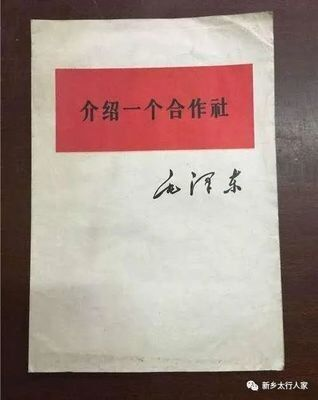 介绍一个合作社
毛泽东
新乡太行人家